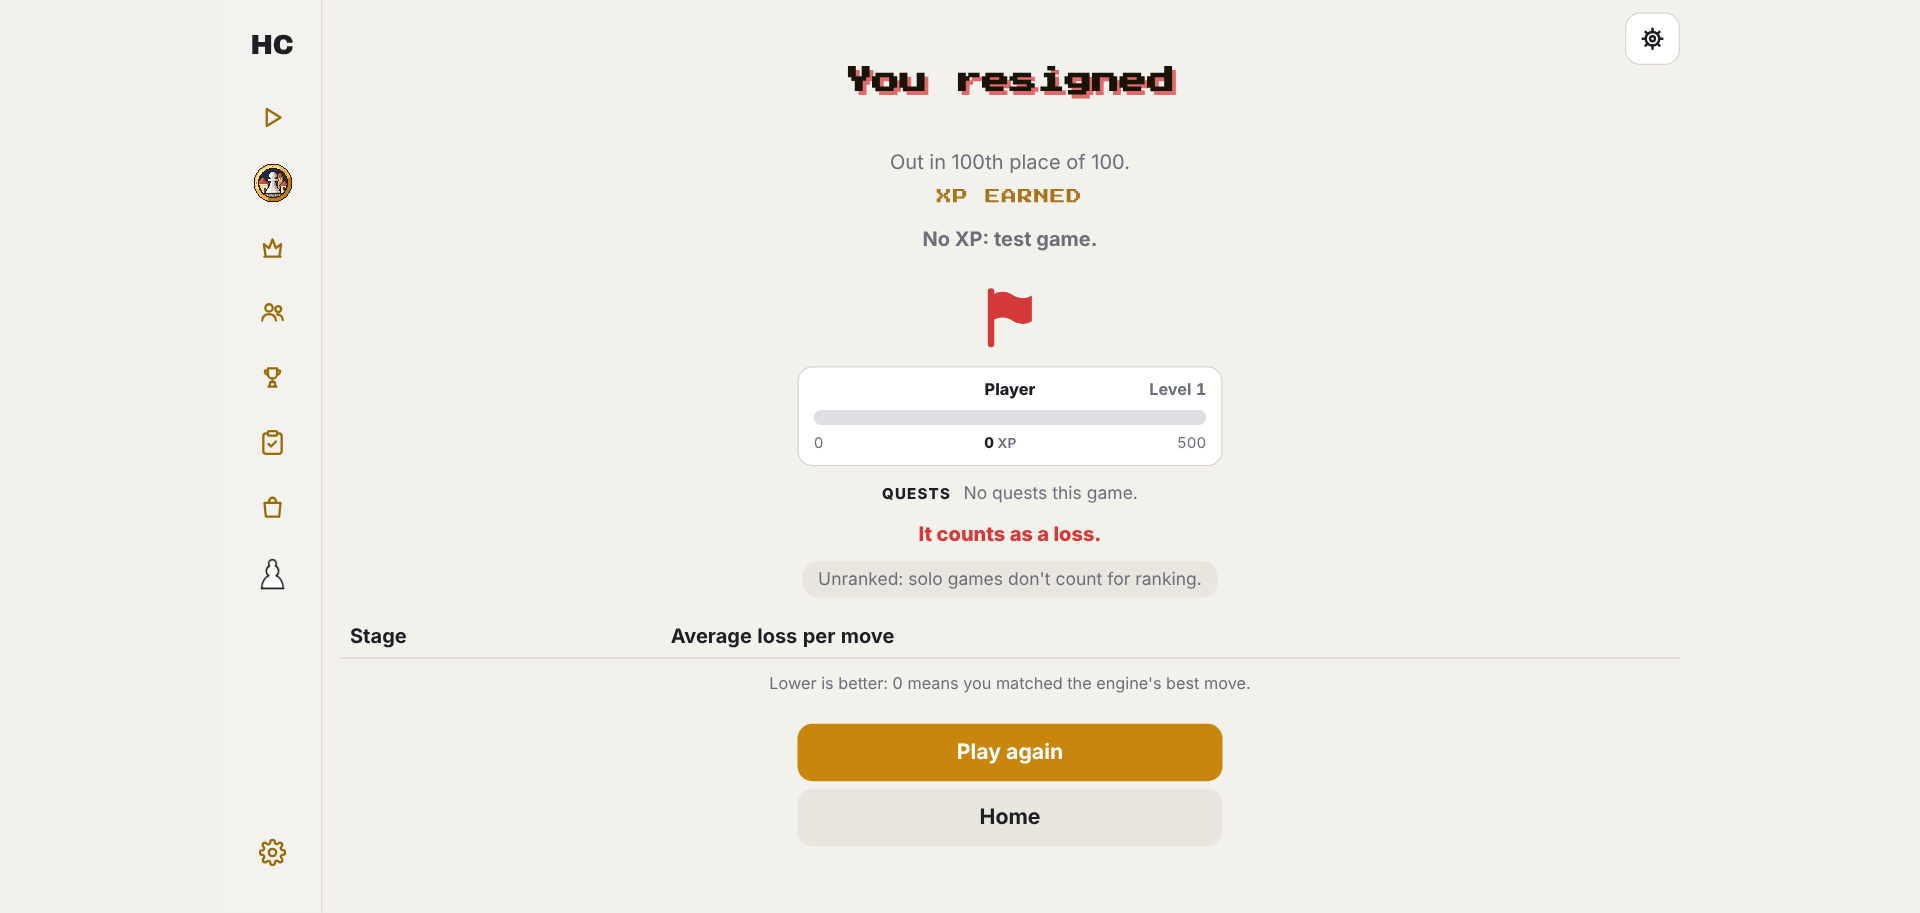 HC
You resigned
Out in 100th place of 100.
XP EARNED
No XP: test game.
Player Level 1
0 0 XP 500
QUESTS No quests this game.
It counts as a loss.
Unranked: solo games don't count for ranking.
Stage Average loss per move
Lower is better: 0 means you matched the engine's best move.
Play again
Home